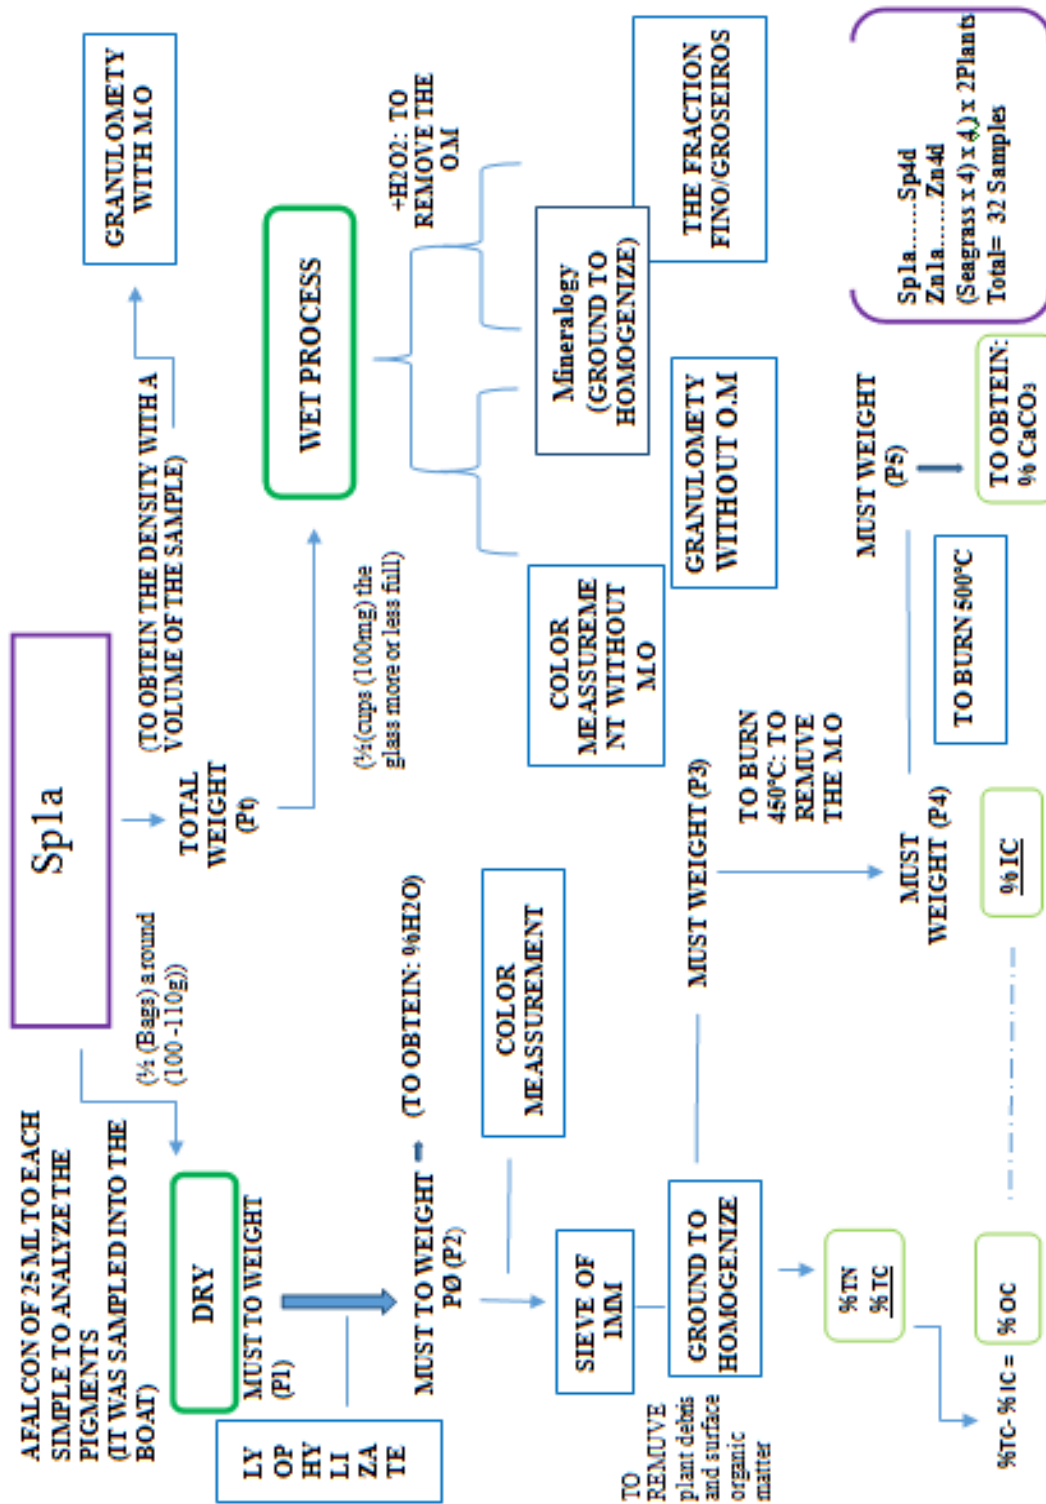 Sp1a
AFALCON OF 25 ML TO EACH
SIMPLE TO ANALYZE THE
PIGMENTS
(IT WAS SAMPLED INTO THE
BOAT)
(½ (Bags) around
(100 -110g))
TOTAL
WEIGHT
(Pt)
(TO OBTEIN THE DENSITY WITH A
VOLUME OF THE SAMPLE)
GRANULOMETY
WITH M.O
DRY
MUST TO WEIGHT
(P1)
LY
OP
HY
LI
ZA
TE
MUST TO WEIGHT
PØ (P2)
(TO OBTEIN: %H2O)
(½(cups (100mg) the
glass more or less full)
WET PROCESS
+H2O2: TO
REMOVE THE
O.M
COLOR
MEASSUREMENT
SIEVE OF
1MM
COLOR
MEASSUREME
NT WITHOUT
M.O
GRANULOMETY
WITHOUT O.M
Mineralogy
(GROUND TO
HOMOGENIZE)
THE FRACTION
FINO/GROSEIROS
TO
REMUVE
plant debris
and surface
organic
matter
GROUND TO
HOMOGENIZE
MUST WEIGHT (P3)
TO BURN
450°C: TO
REMUVE
THE M.O
%TN
%TC
MUST
WEIGHT (P4)
TO BURN 500°C
MUST WEIGHT
(P5)
Sp1a......Sp4d
Zn1a......Zn4d
(Seagrass x 4) x 4) x 2Plants
Total= 32 Samples
%TC- %IC =
%OC
%IC
TO OBTEIN:
% CaCO₃